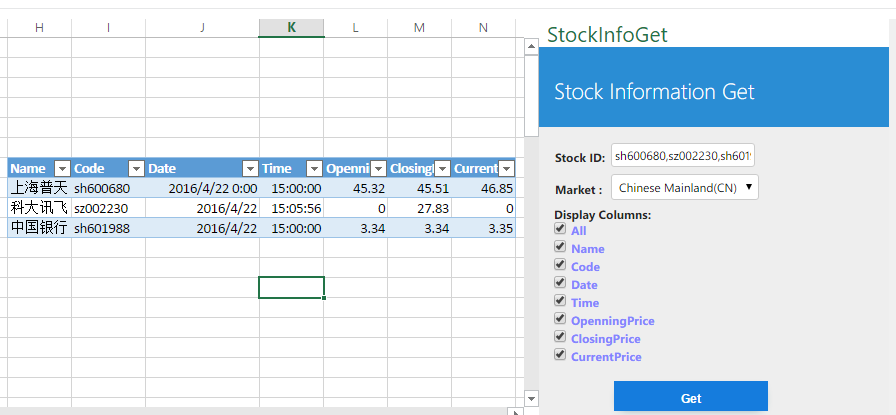 H I J K L M N
StockInfoGet
Stock Information Get
Name Code Date Time Openni Closing Current
上海普天 sh600680 2016/4/22 0:00 15:00:00 45.32 45.51 46.85
科大讯飞 sz002230 2016/4/22 15:05:56 0 27.83 0
中国银行 sh601988 2016/4/22 15:00:00 3.34 3.34 3.35
Stock ID: sh600680,sz002230,sh601
Market : Chinese Mainland(CN)
Display Columns:
All
Name
Code
Date
Time
OpenningPrice
ClosingPrice
CurrentPrice
Get